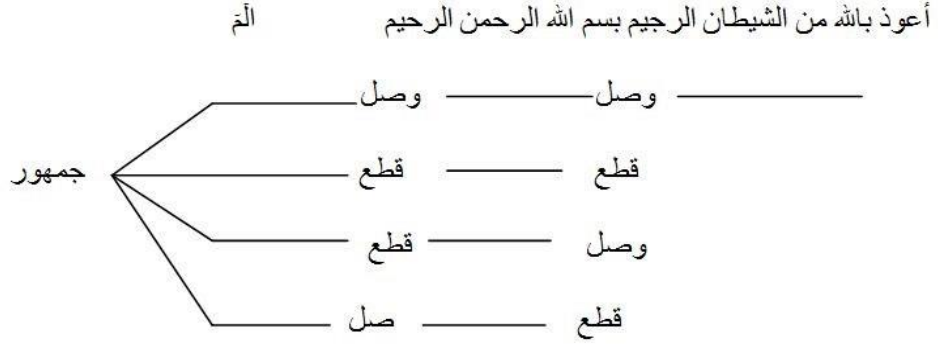 أعوذ بالله من الشيطان الرجيم بسم الله الرحمن الرحيم الٓمٓ
وصل وصل
جمهور قطع قطع
وصل قطع
قطع صل